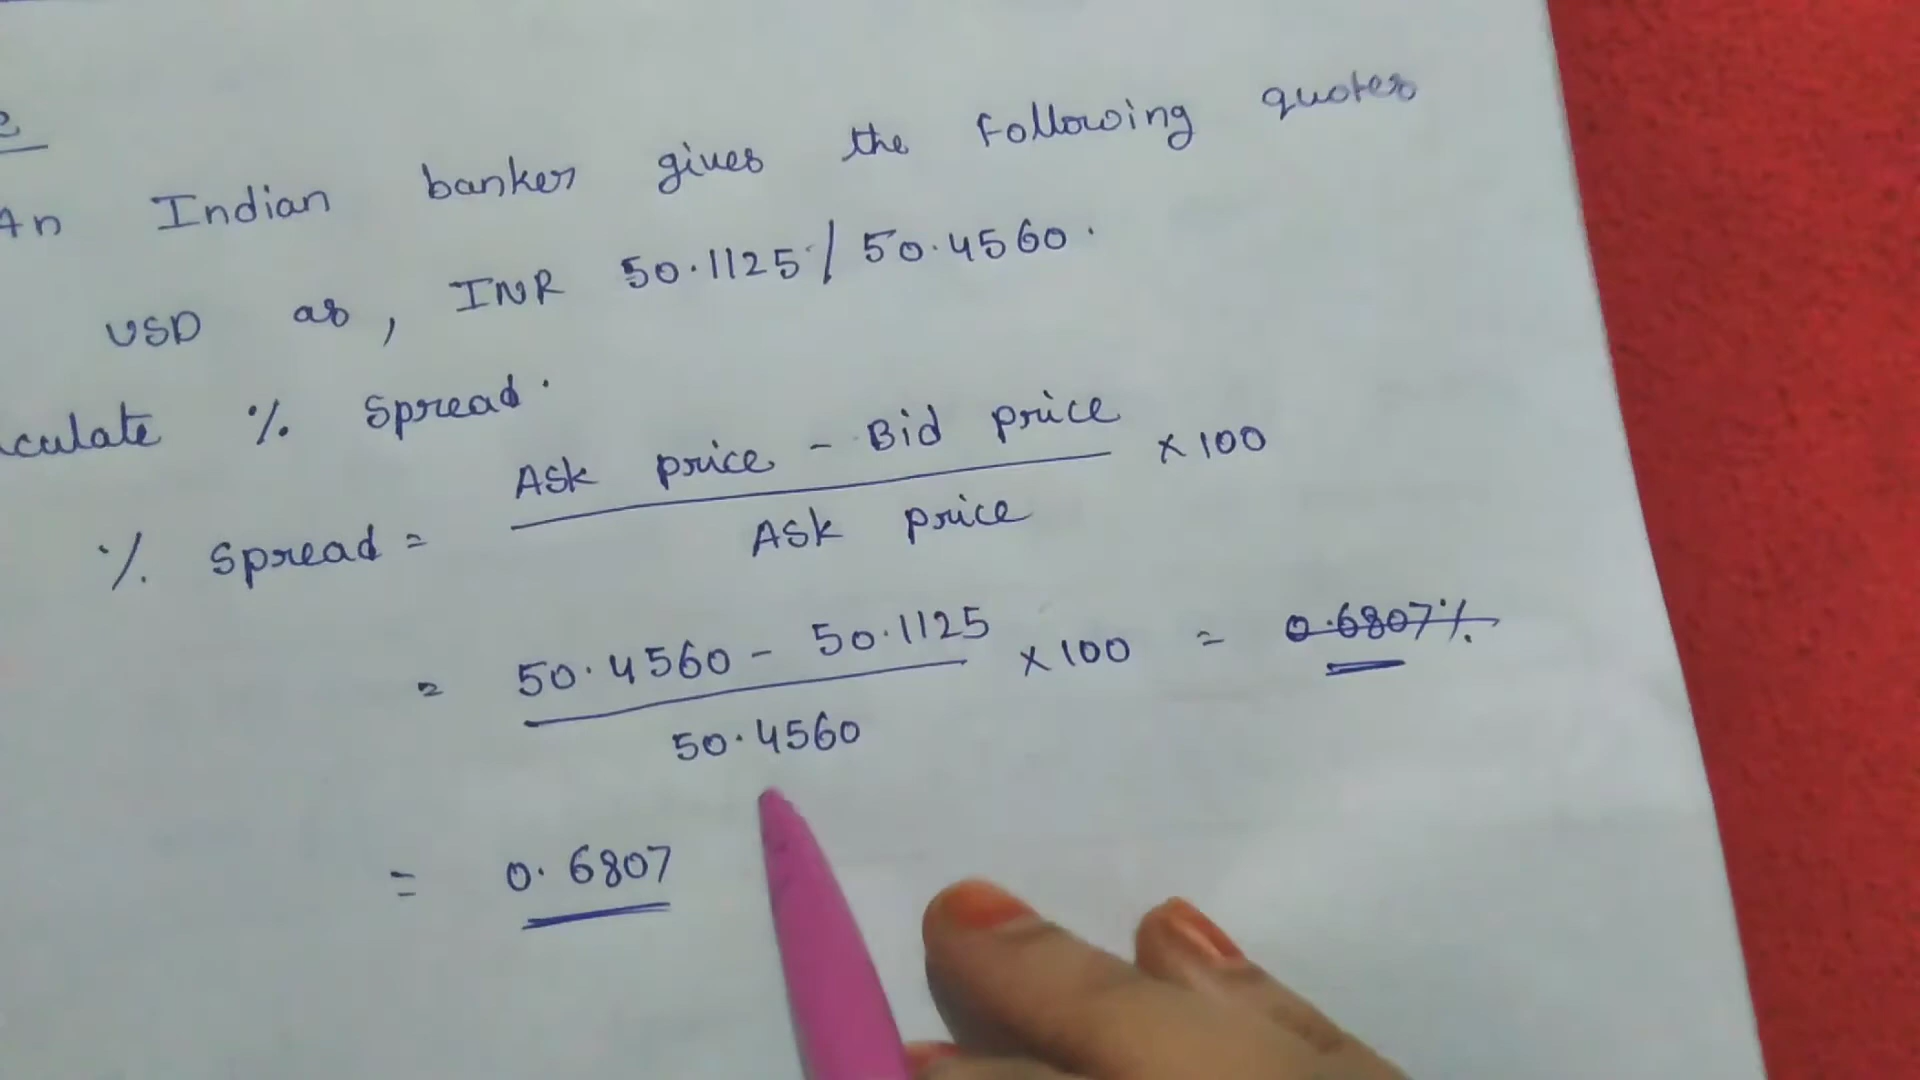 An Indian banker gives the following quotes
USD as, INR 50.1125/50.4560.
culate % spread.
% spread = Ask price - Bid price / Ask price × 100
= 50.4560 - 50.1125 / 50.4560 × 100 = 0.6807%
= 0.6807